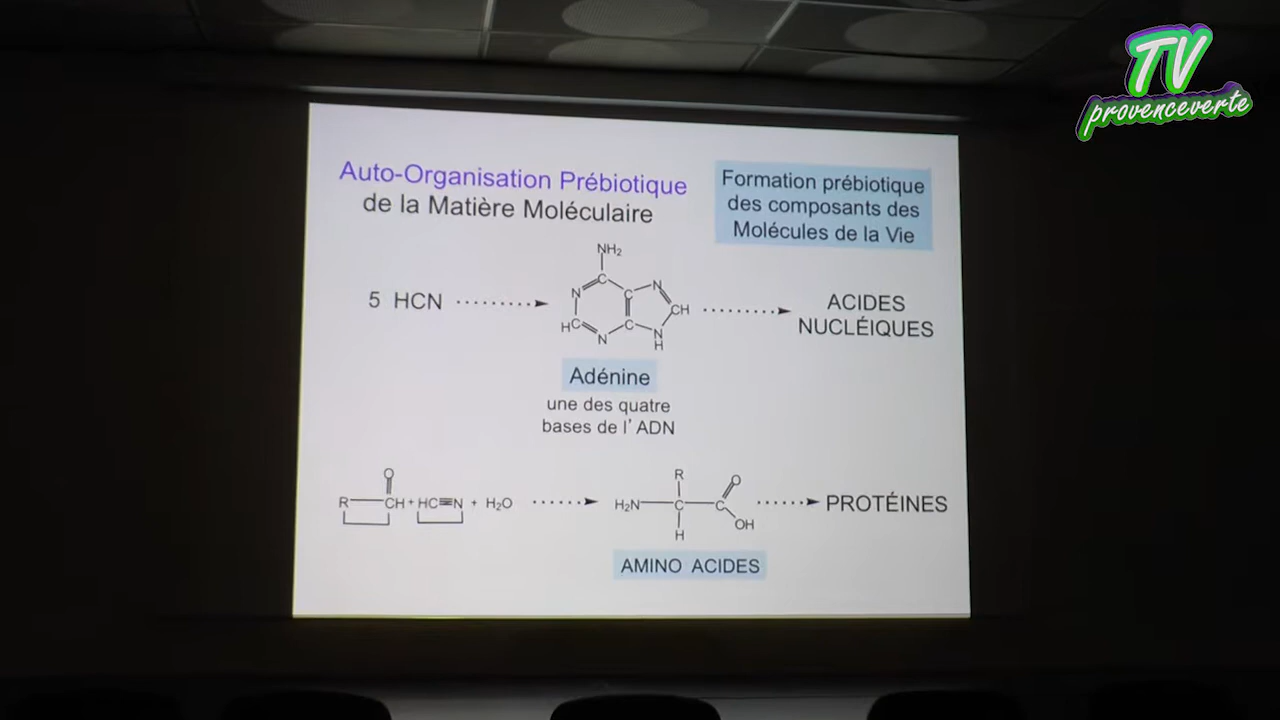 TV
provenceverte
Auto-Organisation Prébiotique
de la Matière Moléculaire
Formation prébiotique
des composants des
Molécules de la Vie
NH₂
N
C
C
N
CH
HC
N
C
N
H
5 HCN
ACIDES
NUCLÉIQUES
Adénine
une des quatre
bases de l'ADN
O
R CH + HC≡N + H₂O
R
O
H₂N C C
OH
H
PROTÉINES
AMINO ACIDES